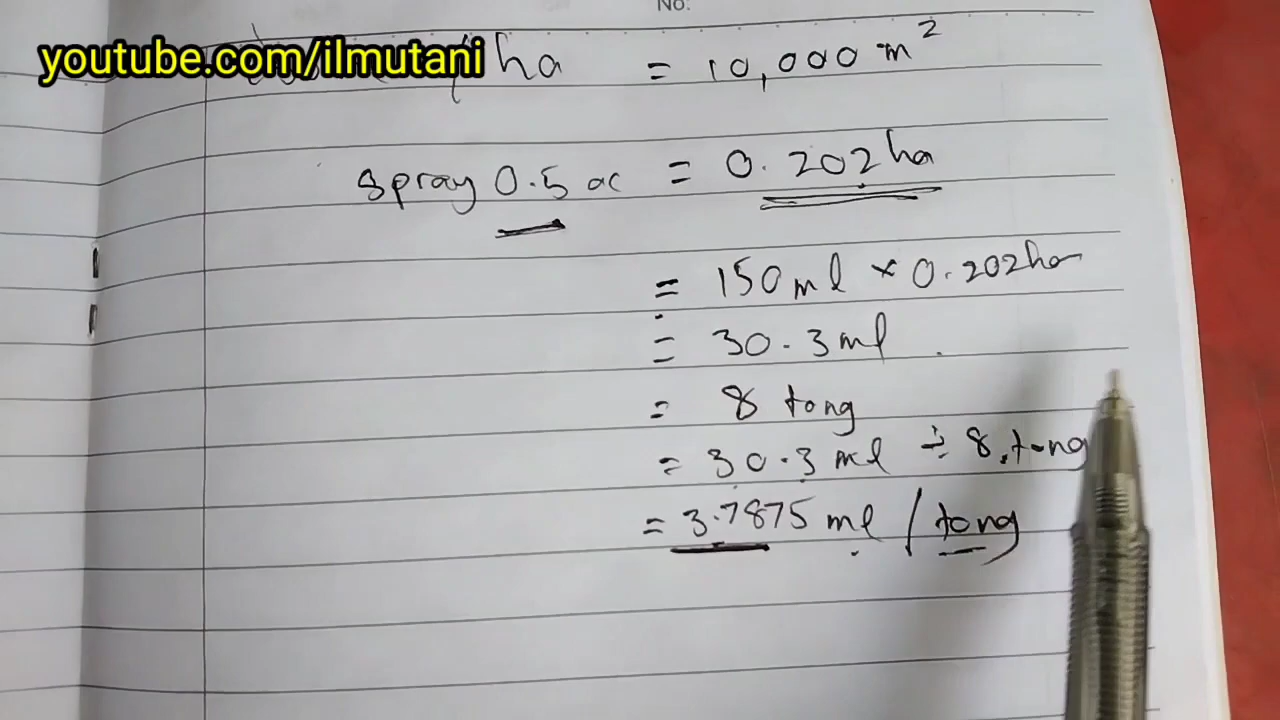 No:
youtube.com/ilmutani
ha = 10,000 m²
spray 0.5 ac = 0.202 ha
= 150 ml × 0.202 ha
= 30.3 ml
= 8 tong
= 30.3 ml ÷ 8 tong
= 3.7875 ml / tong